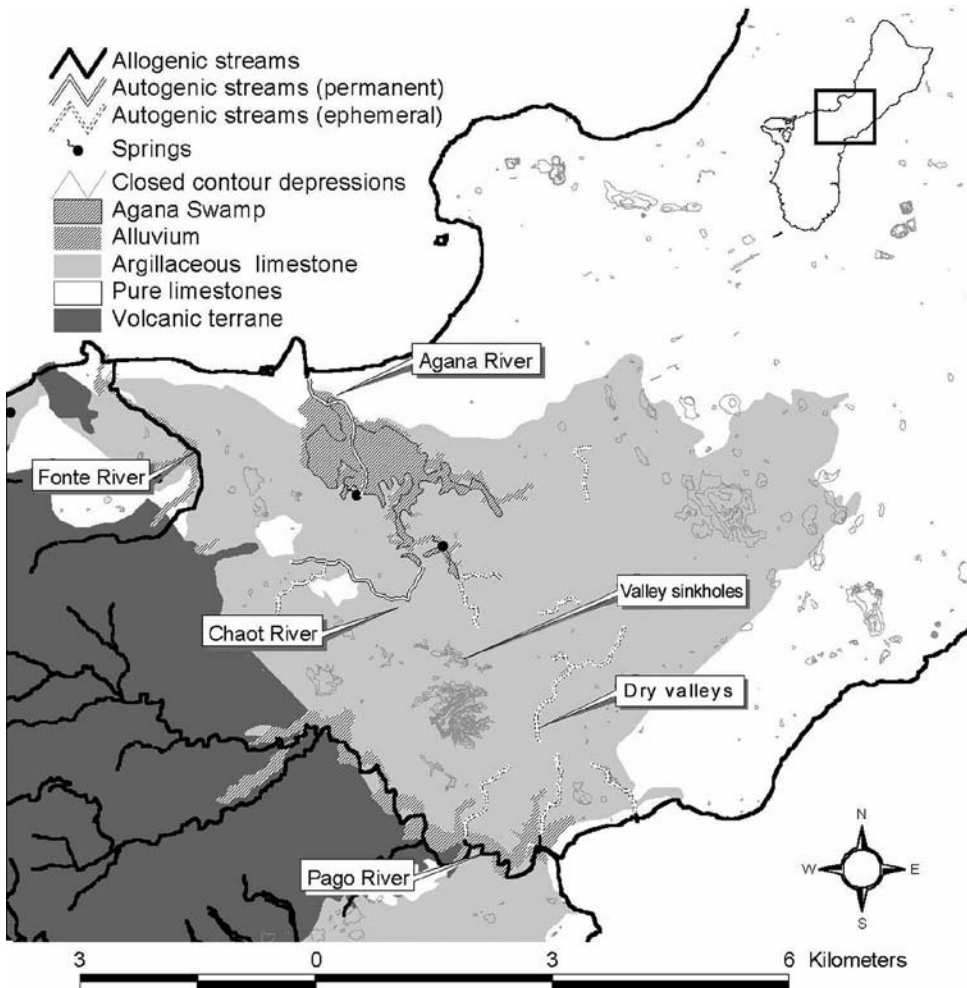 Allogenic streams
Autogenic streams (permanent)
Autogenic streams (ephemeral)
Springs
Closed contour depressions
Agana Swamp
Alluvium
Argillaceous limestone
Pure limestones
Volcanic terrane
Agana River
Fonte River
Valley sinkholes
Chaot River
Dry valleys
Pago River
N
W E
S
3 0 3 6 Kilometers